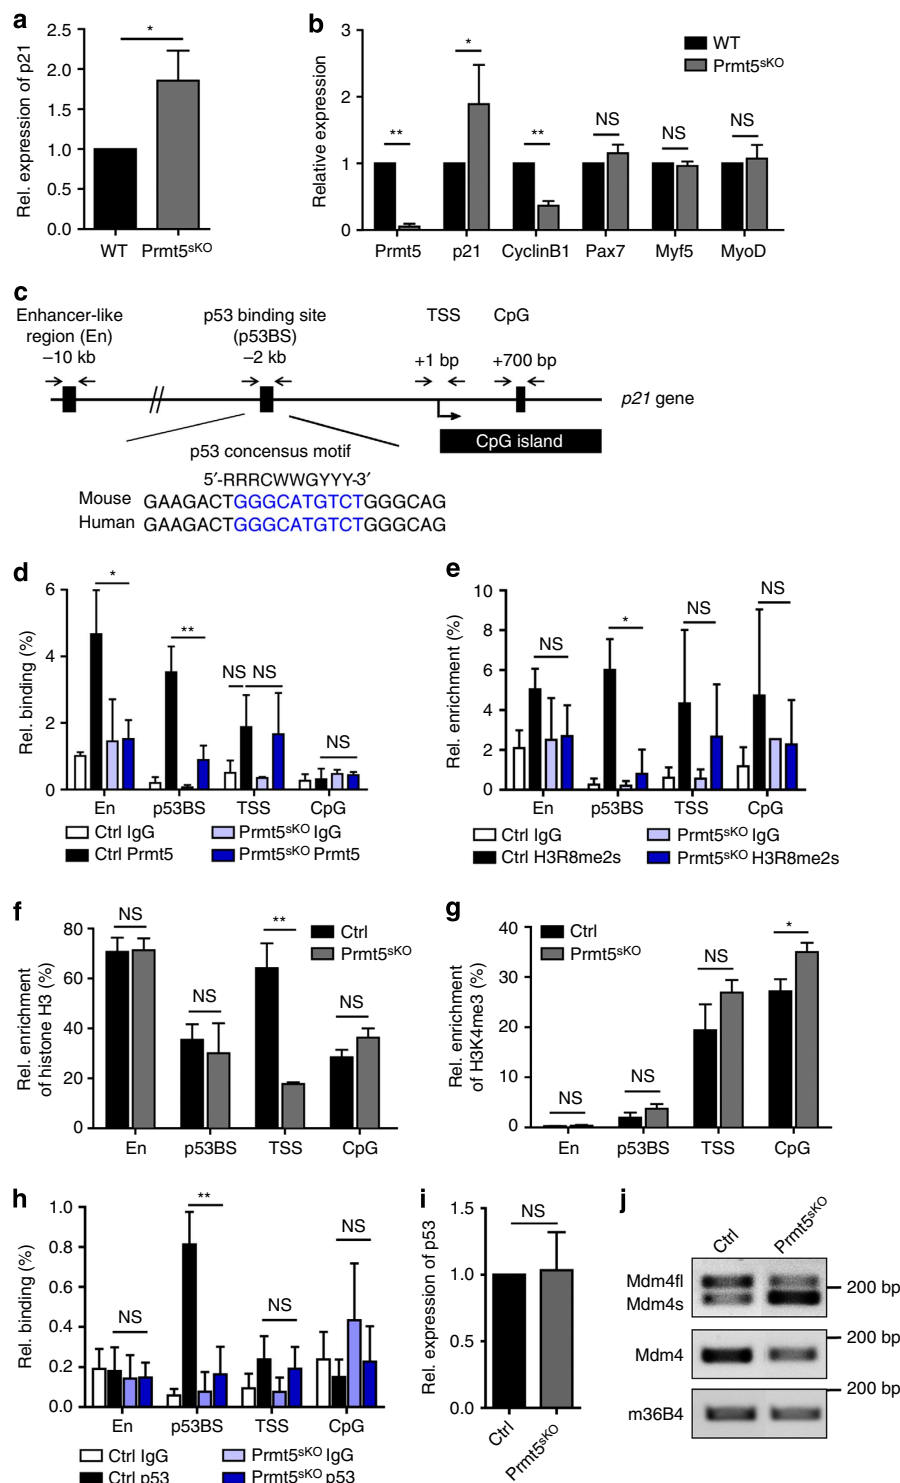 a
2.5
2.0
1.5
1.0
0.5
0.0
Rel. expression of p21
*
WT Prmt5sKO
b
3
2
1
0
Relative expression
WT
Prmt5sKO
** * ** NS NS NS
Prmt5 p21 CyclinB1 Pax7 Myf5 MyoD
c
Enhancer-like region (En)
–10 kb
p53 binding site (p53BS)
–2 kb
TSS
+1 bp
CpG
+700 bp
p21 gene
CpG island
p53 consensus motif
5′-RRRCWWGYYY-3′
Mouse GAAGACTGGGCATGTCTGGGCAG
Human GAAGACTGGGCATGTCTGGGCAG
d
6
4
2
0
Rel. binding (%)
* ** NS NS NS
En p53BS TSS CpG
Ctrl IgG Prmt5sKO IgG
Ctrl Prmt5 Prmt5sKO Prmt5
e
10
8
6
4
2
0
Rel. enrichment (%)
NS * NS NS
En p53BS TSS CpG
Ctrl IgG Prmt5sKO IgG
Ctrl H3R8me2s Prmt5sKO H3R8me2s
f
80
60
40
20
0
Rel. enrichment
of histone H3 (%)
NS NS ** NS
Ctrl
Prmt5sKO
En p53BS TSS CpG
g
40
30
20
10
0
Rel. enrichment
of H3K4me3 (%)
Ctrl
Prmt5sKO
NS NS NS *
En p53BS TSS CpG
h
1.0
0.8
0.6
0.4
0.2
0.0
Rel. binding (%)
NS ** NS NS
En p53BS TSS CpG
Ctrl IgG Prmt5sKO IgG
Ctrl p53 Prmt5sKO p53
i
1.5
1.0
0.5
0.0
Rel. expression of p53
NS
Ctrl Prmt5sKO
j
Ctrl Prmt5sKO
Mdm4fl
Mdm4s
200 bp
Mdm4
200 bp
m36B4
200 bp